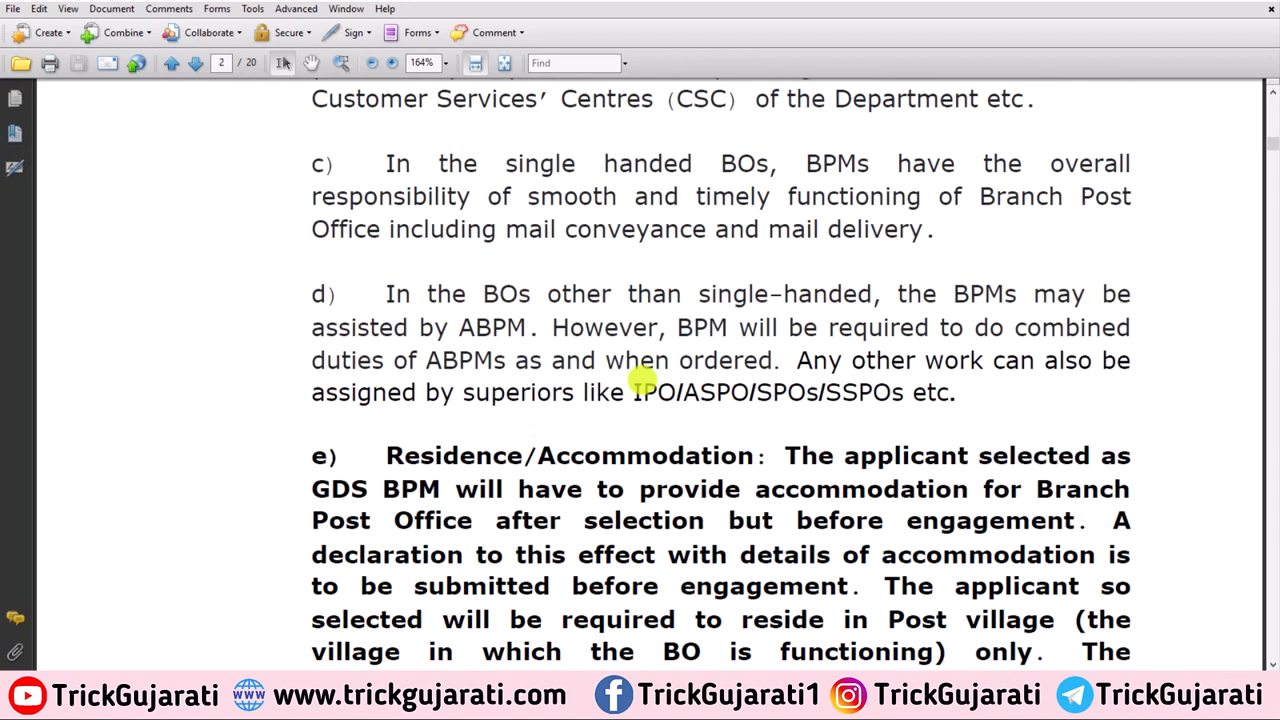 File Edit View Document Comments Forms Tools Advanced Window Help
Create Combine Collaborate Secure Sign Forms Comment
2 / 20 164% Find
Customer Services’ Centres (CSC) of the Department etc.
c) In the single handed BOs, BPMs have the overall
responsibility of smooth and timely functioning of Branch Post
Office including mail conveyance and mail delivery.
d) In the BOs other than single-handed, the BPMs may be
assisted by ABPM. However, BPM will be required to do combined
duties of ABPMs as and when ordered. Any other work can also be
assigned by superiors like IPO/ASPO/SPOs/SSPOs etc.
e) Residence/Accommodation: The applicant selected as
GDS BPM will have to provide accommodation for Branch
Post Office after selection but before engagement. A
declaration to this effect with details of accommodation is
to be submitted before engagement. The applicant so
selected will be required to reside in Post village (the
village in which the BO is functioning) only. The
TrickGujarati www.trickgujarati.com TrickGujarati1 TrickGujarati TrickGujarati